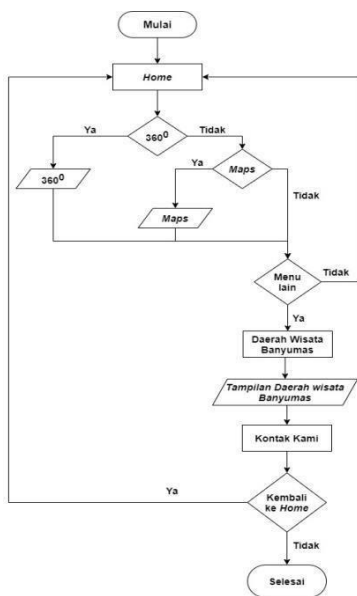 Mulai
Home
360⁰
Ya
Tidak
360⁰
Maps
Ya
Tidak
Maps
Menu
lain
Tidak
Ya
Daerah Wisata
Banyumas
Tampilan Daerah wisata
Banyumas
Kontak Kami
Kembali
ke Home
Ya
Tidak
Selesai